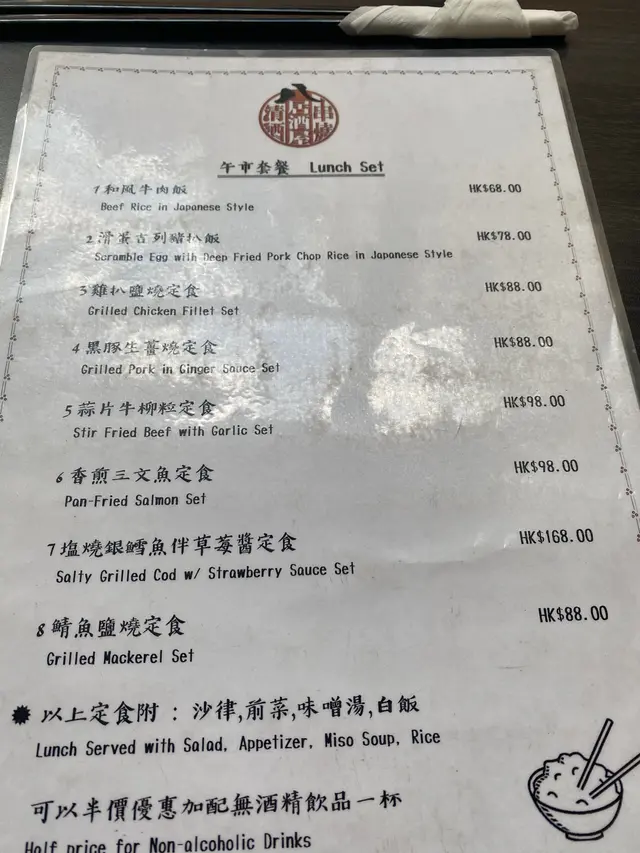 八
清酒
居酒屋
串燒
午市套餐 Lunch Set
1 和風牛肉飯 HK$68.00
Beef Rice in Japanese Style
2 滑蛋吉列豬扒飯 HK$78.00
Scramble Egg with Deep Fried Pork Chop Rice in Japanese Style
3 雞扒鹽燒定食 HK$88.00
Grilled Chicken Fillet Set
4 黑豚生薑燒定食 HK$88.00
Grilled Pork in Ginger Sauce Set
5 蒜片牛柳粒定食 HK$98.00
Stir Fried Beef with Garlic Set
6 香煎三文魚定食 HK$98.00
Pan-Fried Salmon Set
7 塩燒銀鱈魚伴草莓醬定食 HK$168.00
Salty Grilled Cod w/ Strawberry Sauce Set
8 鯖魚鹽燒定食 HK$88.00
Grilled Mackerel Set
以上定食附 : 沙律,前菜,味噌湯,白飯
Lunch Served with Salad, Appetizer, Miso Soup, Rice
可以半價優惠加配無酒精飲品一杯
Half price for Non-alcoholic Drinks